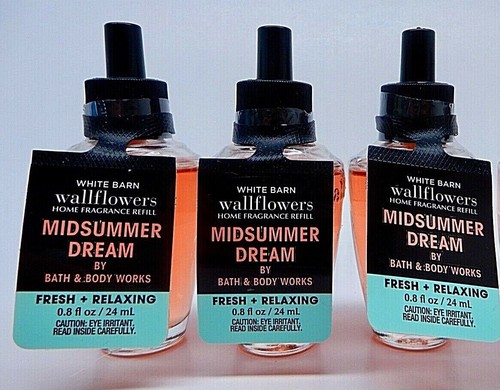 WHITE BARN
wallflowers
HOME FRAGRANCE REFILL
MIDSUMMER
DREAM
BY
BATH & BODY WORKS
FRESH + RELAXING
0.8 fl oz / 24 mL
CAUTION: EYE IRRITANT,
READ INSIDE CAREFULLY.
WHITE BARN
wallflowers
HOME FRAGRANCE REFILL
MIDSUMMER
DREAM
BY
BATH & BODY WORKS
FRESH + RELAXING
0.8 fl oz / 24 mL
CAUTION: EYE IRRITANT,
READ INSIDE CAREFULLY.
WHITE BARN
wallflowers
HOME FRAGRANCE REFILL
MIDSUMMER
DREAM
BY
BATH & BODY WORKS
FRESH + RELAXING
0.8 fl oz / 24 mL
CAUTION: EYE IRRITANT,
READ INSIDE CAREFULLY.